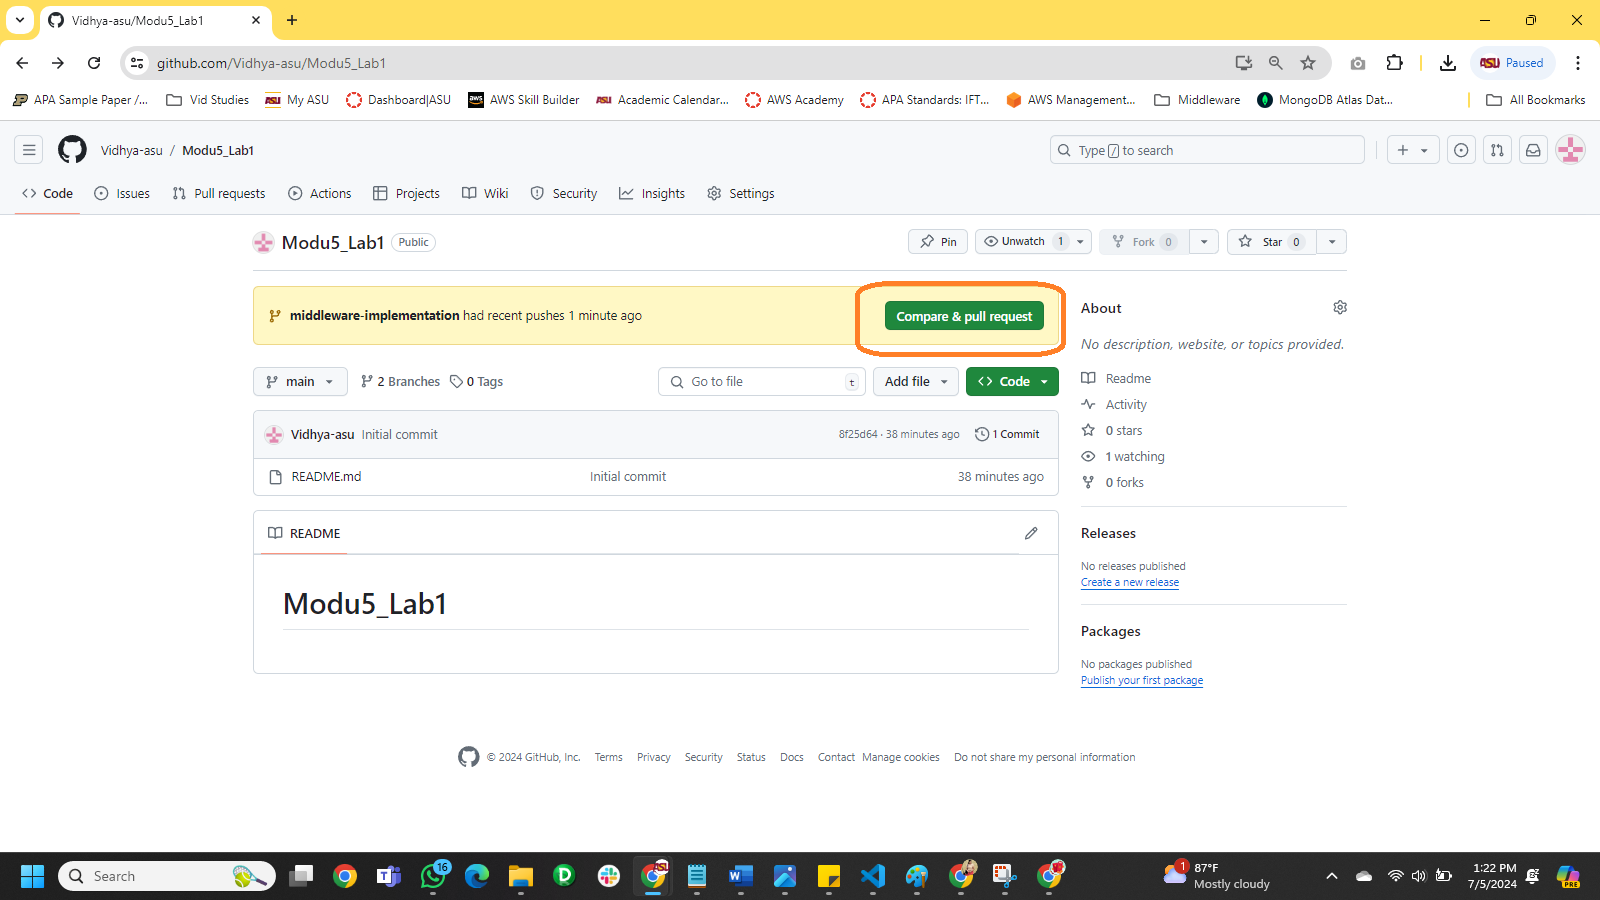 Vidhya-asu/Modu5_Lab1
github.com/Vidhya-asu/Modu5_Lab1
Paused
APA Sample Paper /... Vid Studies My ASU Dashboard|ASU AWS Skill Builder Academic Calendar... AWS Academy APA Standards: IFT... AWS Management... Middleware MongoDB Atlas Dat... All Bookmarks
Vidhya-asu / Modu5_Lab1
Type / to search
Code Issues Pull requests Actions Projects Wiki Security Insights Settings
Modu5_Lab1 Public
Pin Unwatch 1 Fork 0 Star 0
middleware-implementation had recent pushes 1 minute ago
Compare & pull request
main 2 Branches 0 Tags
Go to file t Add file Code
Vidhya-asu Initial commit 8f25d64 · 38 minutes ago 1 Commit
README.md Initial commit 38 minutes ago
README
Modu5_Lab1
About
No description, website, or topics provided.
Readme
Activity
0 stars
1 watching
0 forks
Releases
No releases published
Create a new release
Packages
No packages published
Publish your first package
© 2024 GitHub, Inc. Terms Privacy Security Status Docs Contact Manage cookies Do not share my personal information
Search
16
1
87°F
Mostly cloudy
1:22 PM
7/5/2024
PRE